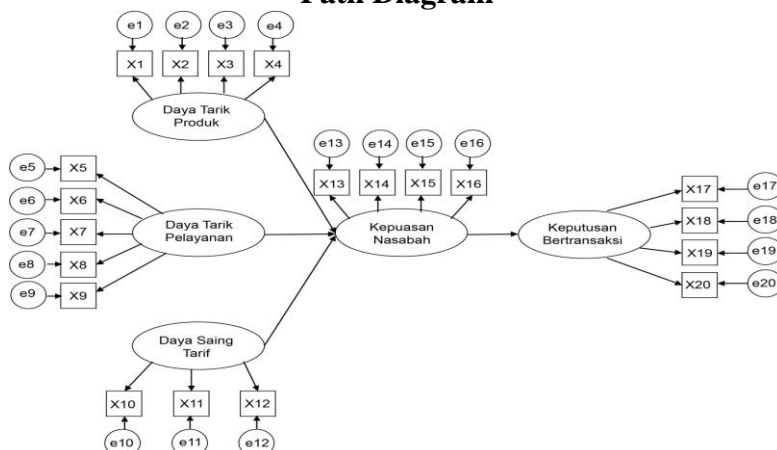 Path Diagram
e1 e2 e3 e4
X1 X2 X3 X4
Daya Tarik
Produk
e5 X5
e6 X6
e7 X7
e8 X8
e9 X9
Daya Tarik
Pelayanan
e13 e14 e15 e16
X13 X14 X15 X16
Kepuasan
Nasabah
Keputusan
Bertransaksi
X17 e17
X18 e18
X19 e19
X20 e20
Daya Saing
Tarif
X10 X11 X12
e10 e11 e12